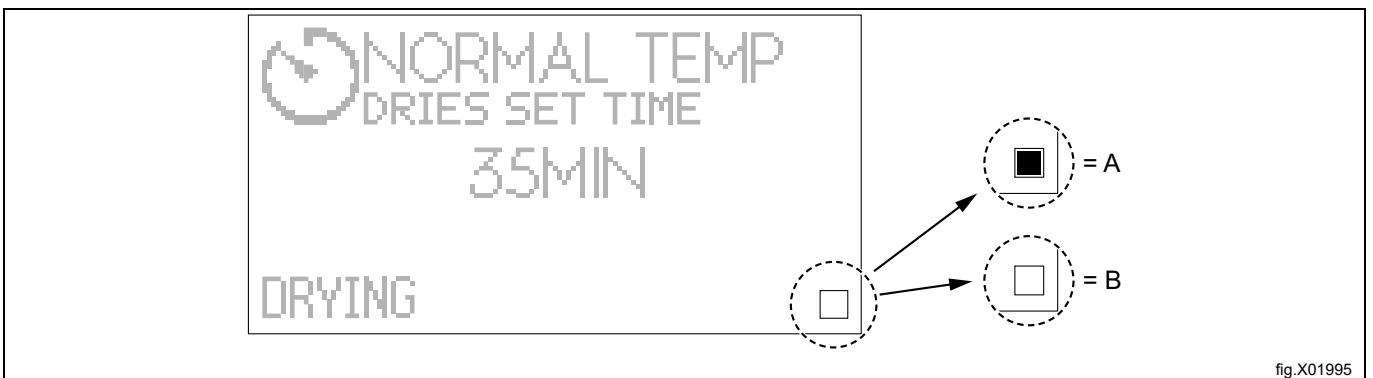 NORMAL TEMP
DRIES SET TIME
35MIN
DRYING
= A
= B
fig.X01995